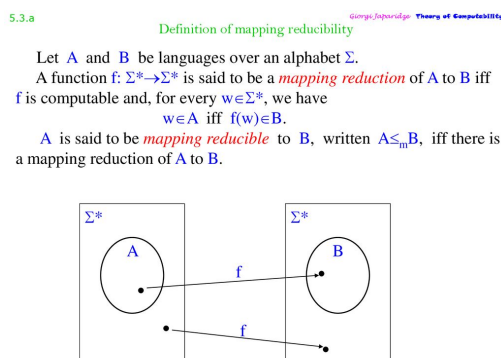 5.3.a
Giorgi Japaridze Theory of Computability
Definition of mapping reducibility
Let A and B be languages over an alphabet Σ.
A function f: Σ*→Σ* is said to be a mapping reduction of A to B iff
f is computable and, for every w∈Σ*, we have
w∈A iff f(w)∈B.
A is said to be mapping reducible to B, written A≤ₘB, iff there is
a mapping reduction of A to B.
Σ* Σ*
A B
f
f